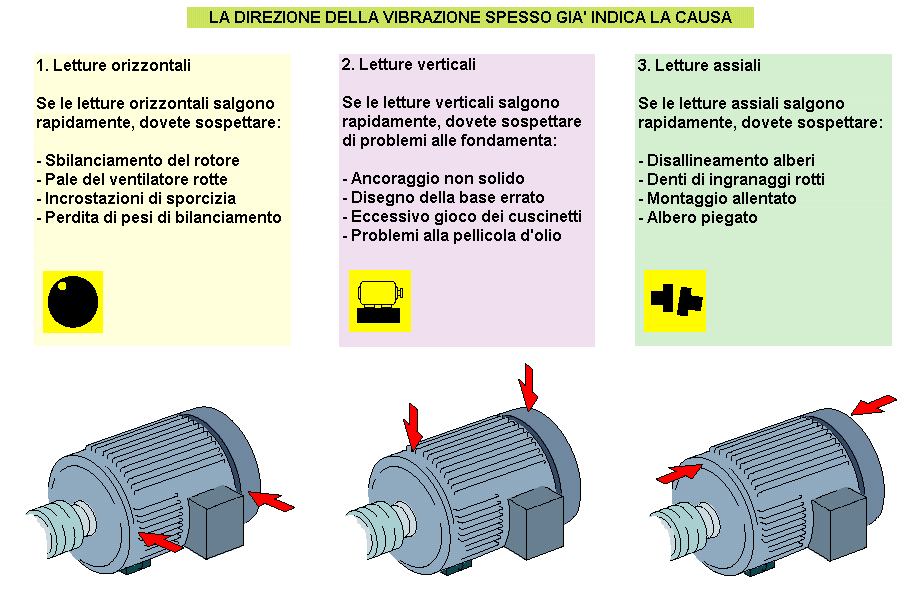 LA DIREZIONE DELLA VIBRAZIONE SPESSO GIA' INDICA LA CAUSA
1. Letture orizzontali
Se le letture orizzontali salgono
rapidamente, dovete sospettare:
- Sbilanciamento del rotore
- Pale del ventilatore rotte
- Incrostazioni di sporcizia
- Perdita di pesi di bilanciamento
2. Letture verticali
Se le letture verticali salgono
rapidamente, dovete sospettare
di problemi alle fondamenta:
- Ancoraggio non solido
- Disegno della base errato
- Eccessivo gioco dei cuscinetti
- Problemi alla pellicola d'olio
3. Letture assiali
Se le letture assiali salgono
rapidamente, dovete sospettare:
- Disallineamento alberi
- Denti di ingranaggi rotti
- Montaggio allentato
- Albero piegato